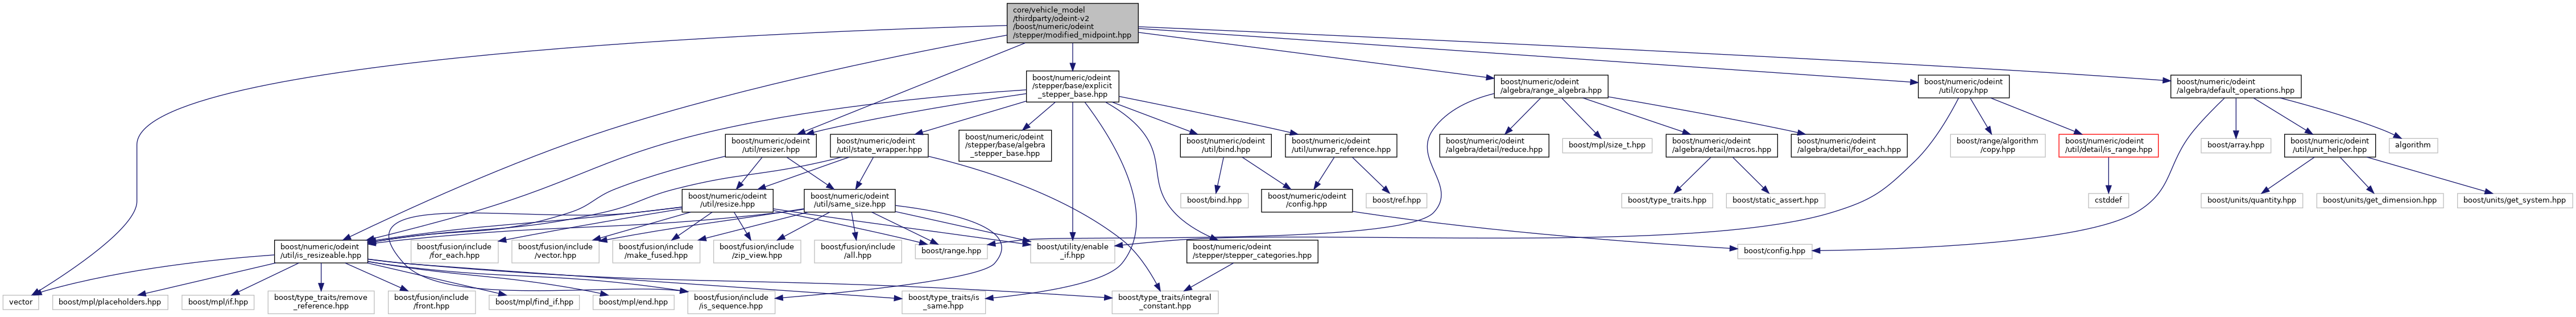 core/vehicle_model
/thirdparty/odeint-v2
/boost/numeric/odeint
/stepper/modified_midpoint.hpp
boost/numeric/odeint
/stepper/base/explicit
_stepper_base.hpp
boost/numeric/odeint
/algebra/range_algebra.hpp
boost/numeric/odeint
/util/copy.hpp
boost/numeric/odeint
/algebra/default_operations.hpp
boost/numeric/odeint
/util/resizer.hpp
boost/numeric/odeint
/util/state_wrapper.hpp
boost/numeric/odeint
/stepper/base/algebra
_stepper_base.hpp
boost/numeric/odeint
/util/bind.hpp
boost/numeric/odeint
/util/unwrap_reference.hpp
boost/numeric/odeint
/algebra/detail/reduce.hpp
boost/mpl/size_t.hpp
boost/numeric/odeint
/algebra/detail/macros.hpp
boost/numeric/odeint
/algebra/detail/for_each.hpp
boost/range/algorithm
/copy.hpp
boost/numeric/odeint
/util/detail/is_range.hpp
boost/array.hpp
boost/numeric/odeint
/util/unit_helper.hpp
algorithm
boost/numeric/odeint
/util/resize.hpp
boost/numeric/odeint
/util/same_size.hpp
boost/bind.hpp
boost/numeric/odeint
/config.hpp
boost/ref.hpp
boost/type_traits.hpp
boost/static_assert.hpp
cstddef
boost/units/quantity.hpp
boost/units/get_dimension.hpp
boost/units/get_system.hpp
boost/numeric/odeint
/util/is_resizeable.hpp
boost/fusion/include
/for_each.hpp
boost/fusion/include
/vector.hpp
boost/fusion/include
/make_fused.hpp
boost/fusion/include
/zip_view.hpp
boost/fusion/include
/all.hpp
boost/range.hpp
boost/utility/enable
_if.hpp
boost/numeric/odeint
/stepper/stepper_categories.hpp
boost/config.hpp
vector
boost/mpl/placeholders.hpp
boost/mpl/if.hpp
boost/type_traits/remove
_reference.hpp
boost/fusion/include
/front.hpp
boost/mpl/find_if.hpp
boost/mpl/end.hpp
boost/fusion/include
/is_sequence.hpp
boost/type_traits/is
_same.hpp
boost/type_traits/integral
_constant.hpp